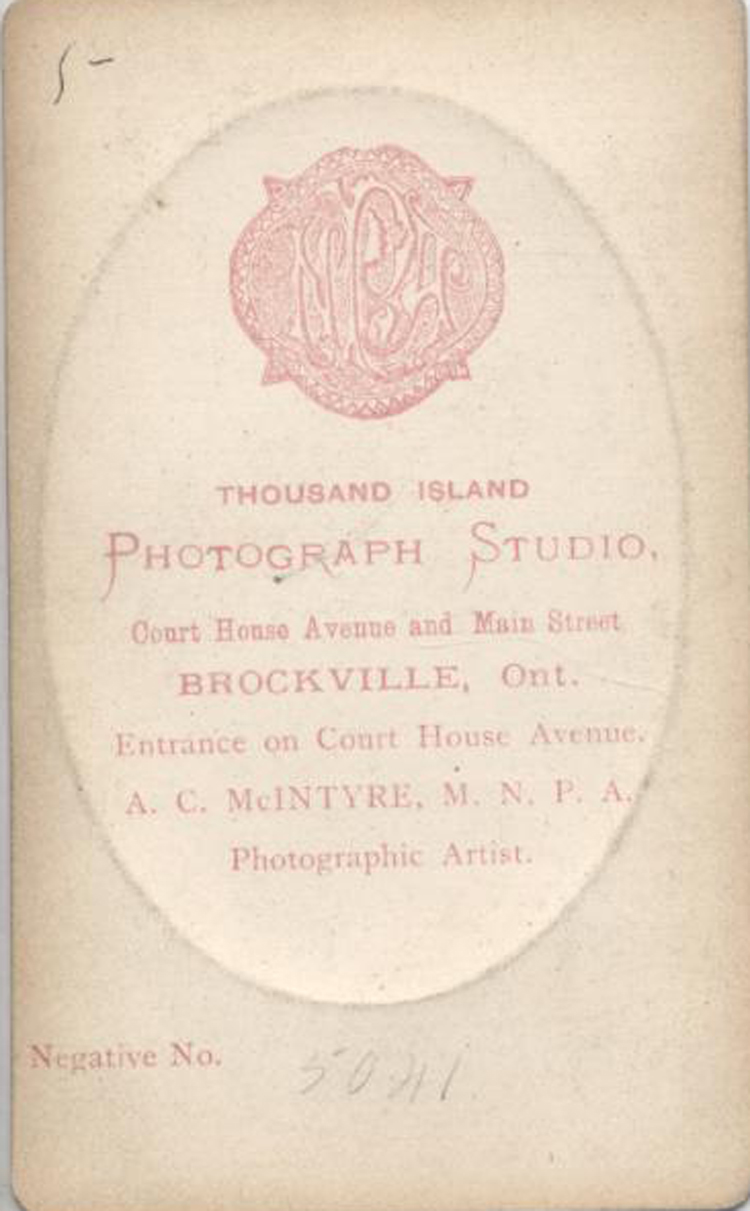 5-
THOUSAND ISLAND
PHOTOGRAPH STUDIO,
Court House Avenue and Main Street
BROCKVILLE, Ont.
Entrance on Court House Avenue.
A. C. McINTYRE, M. N. P. A.
Photographic Artist.
Negative No.